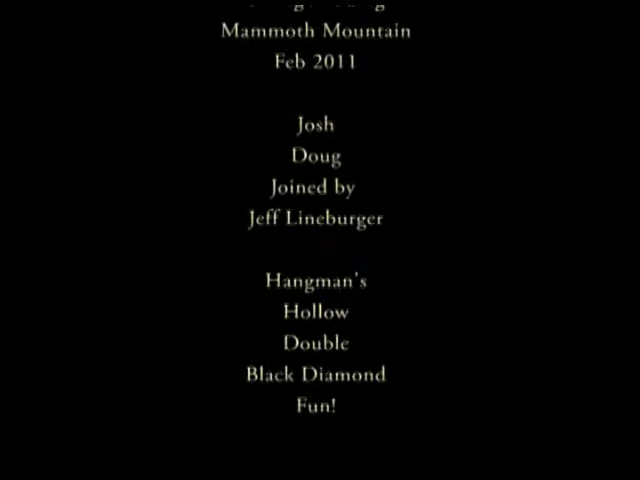 Mammoth Mountain
Feb 2011
Josh
Doug
Joined by
Jeff Lineburger
Hangman's
Hollow
Double
Black Diamond
Fun!